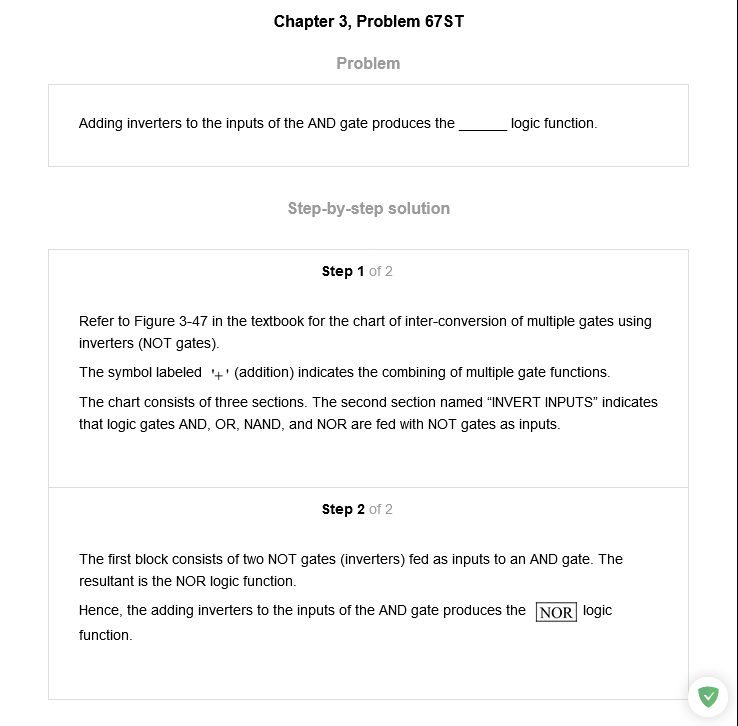 Chapter 3, Problem 67ST
Problem
Adding inverters to the inputs of the AND gate produces the ______ logic function.
Step-by-step solution
Step 1 of 2
Refer to Figure 3-47 in the textbook for the chart of inter-conversion of multiple gates using
inverters (NOT gates).
The symbol labeled '+' (addition) indicates the combining of multiple gate functions.
The chart consists of three sections. The second section named “INVERT INPUTS” indicates
that logic gates AND, OR, NAND, and NOR are fed with NOT gates as inputs.
Step 2 of 2
The first block consists of two NOT gates (inverters) fed as inputs to an AND gate. The
resultant is the NOR logic function.
Hence, the adding inverters to the inputs of the AND gate produces the NOR logic
function.